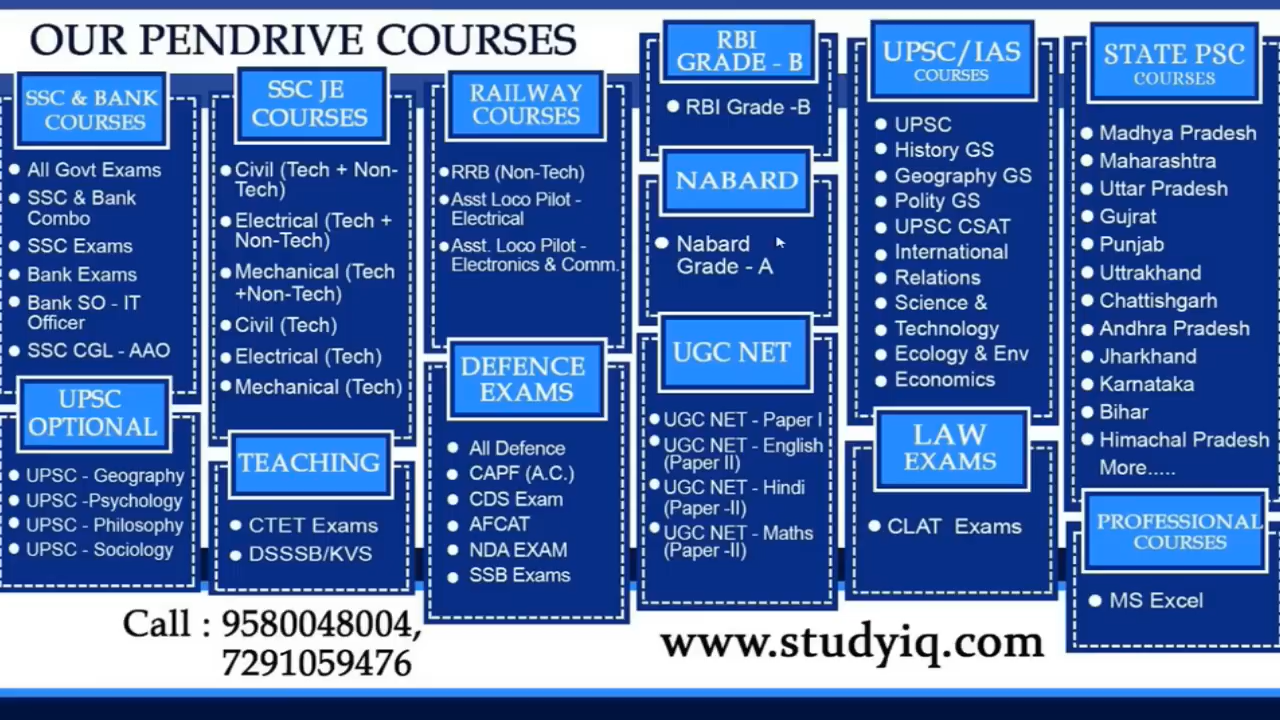 OUR PENDRIVE COURSES
SSC & BANK
COURSES
All Govt Exams
SSC & Bank
Combo
SSC Exams
Bank Exams
Bank SO - IT
Officer
SSC CGL - AAO
UPSC
OPTIONAL
UPSC - Geography
UPSC -Psychology
UPSC - Philosophy
UPSC - Sociology
SSC JE
COURSES
Civil (Tech + Non-
Tech)
Electrical (Tech +
Non-Tech)
Mechanical (Tech
+Non-Tech)
Civil (Tech)
Electrical (Tech)
Mechanical (Tech)
TEACHING
CTET Exams
DSSSB/KVS
RAILWAY
COURSES
RRB (Non-Tech)
Asst Loco Pilot -
Electrical
Asst. Loco Pilot -
Electronics & Comm.
DEFENCE
EXAMS
All Defence
CAPF (A.C.)
CDS Exam
AFCAT
NDA EXAM
SSB Exams
RBI
GRADE - B
RBI Grade -B
NABARD
Nabard
Grade - A
UGC NET
UGC NET - Paper I
UGC NET - English
(Paper II)
UGC NET - Hindi
(Paper -II)
UGC NET - Maths
(Paper -II)
UPSC/IAS
COURSES
UPSC
History GS
Geography GS
Polity GS
UPSC CSAT
International
Relations
Science &
Technology
Ecology & Env
Economics
LAW
EXAMS
CLAT Exams
STATE PSC
COURSES
Madhya Pradesh
Maharashtra
Uttar Pradesh
Gujrat
Punjab
Uttrakhand
Chattishgarh
Andhra Pradesh
Jharkhand
Karnataka
Bihar
Himachal Pradesh
More.....
PROFESSIONAL
COURSES
MS Excel
Call : 9580048004,
7291059476
www.studyiq.com